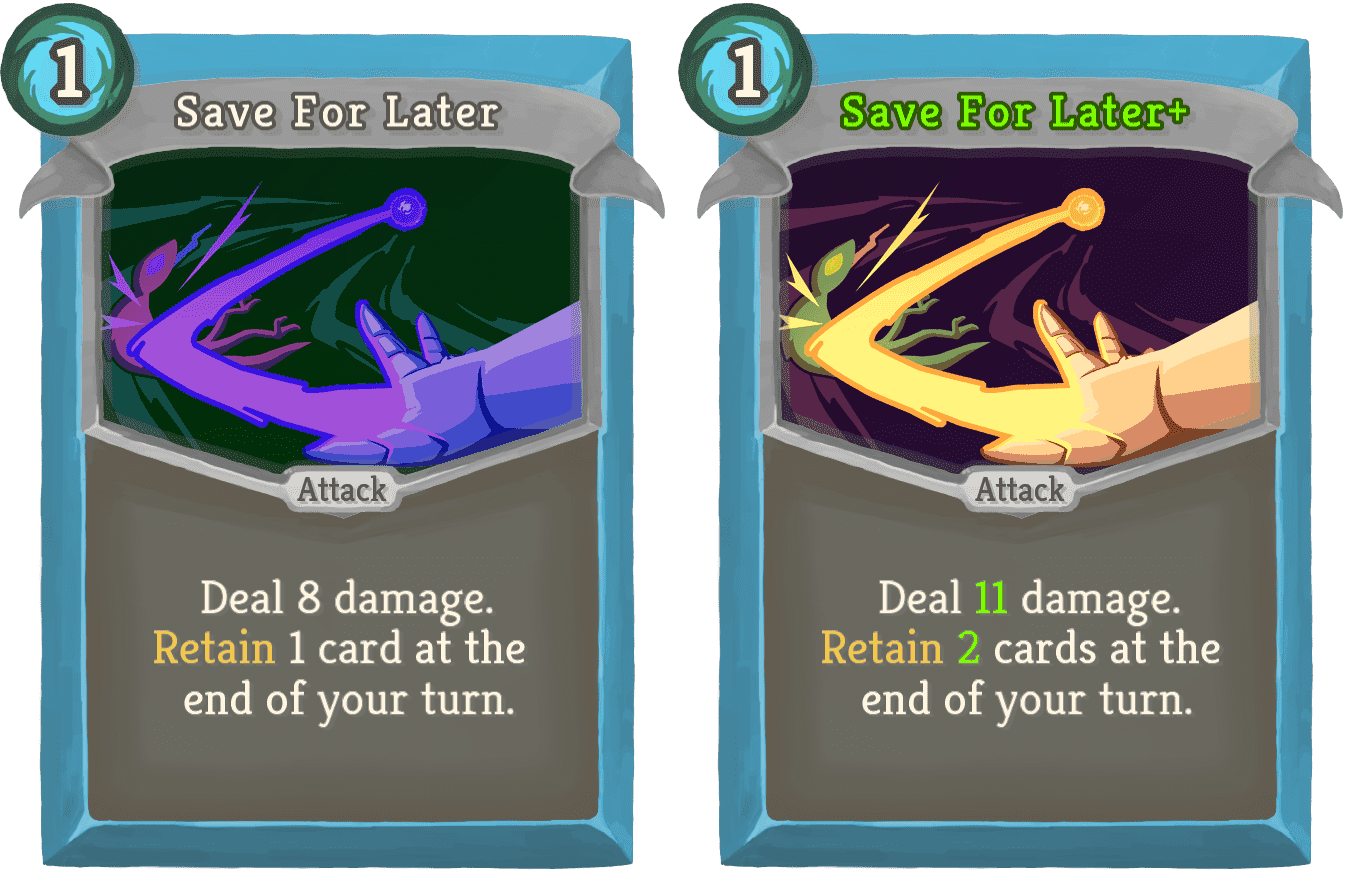 1
Save For Later
Attack
Deal 8 damage.
Retain 1 card at the
end of your turn.
1
Save For Later+
Attack
Deal 11 damage.
Retain 2 cards at the
end of your turn.